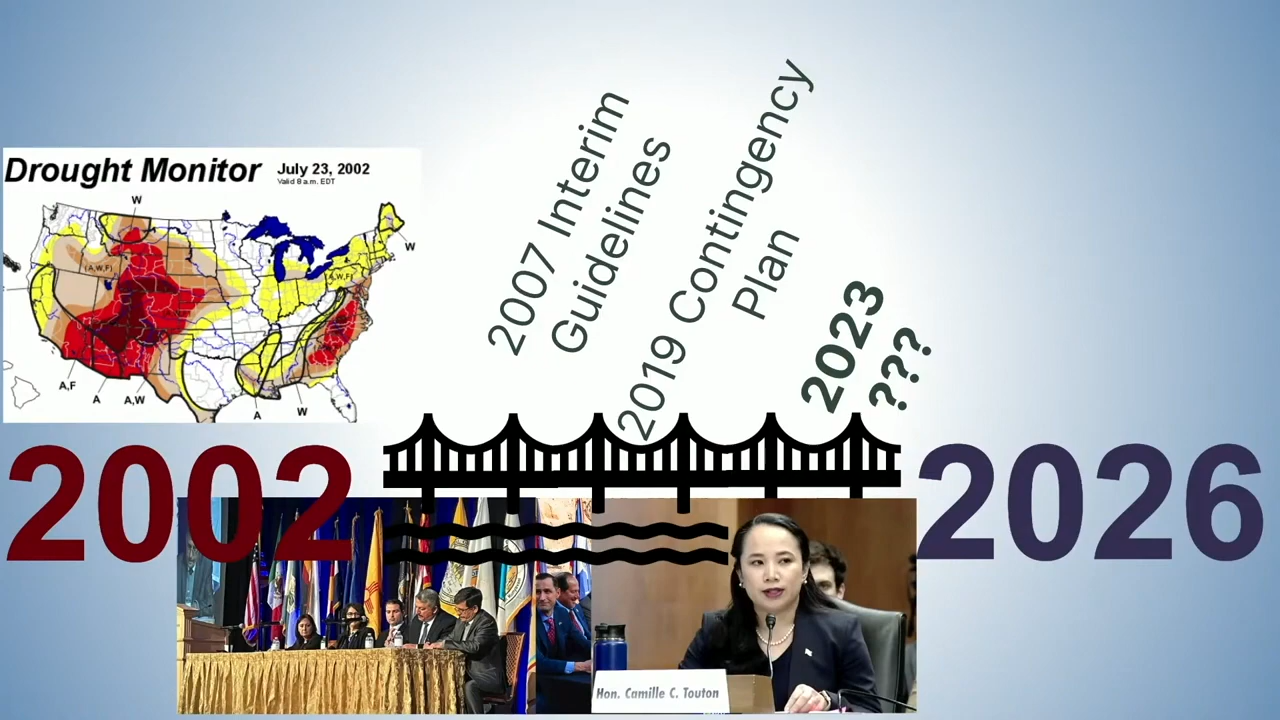 Drought Monitor
July 23, 2002
Valid 8 a.m. EDT
W
W
(A,W,F)
(A,W,F)
A,F
A
A,W
A
W
2007 Interim
Guidelines
2019 Contingency
Plan
2023
???
2002
2026
Hon. Camille C. Touton